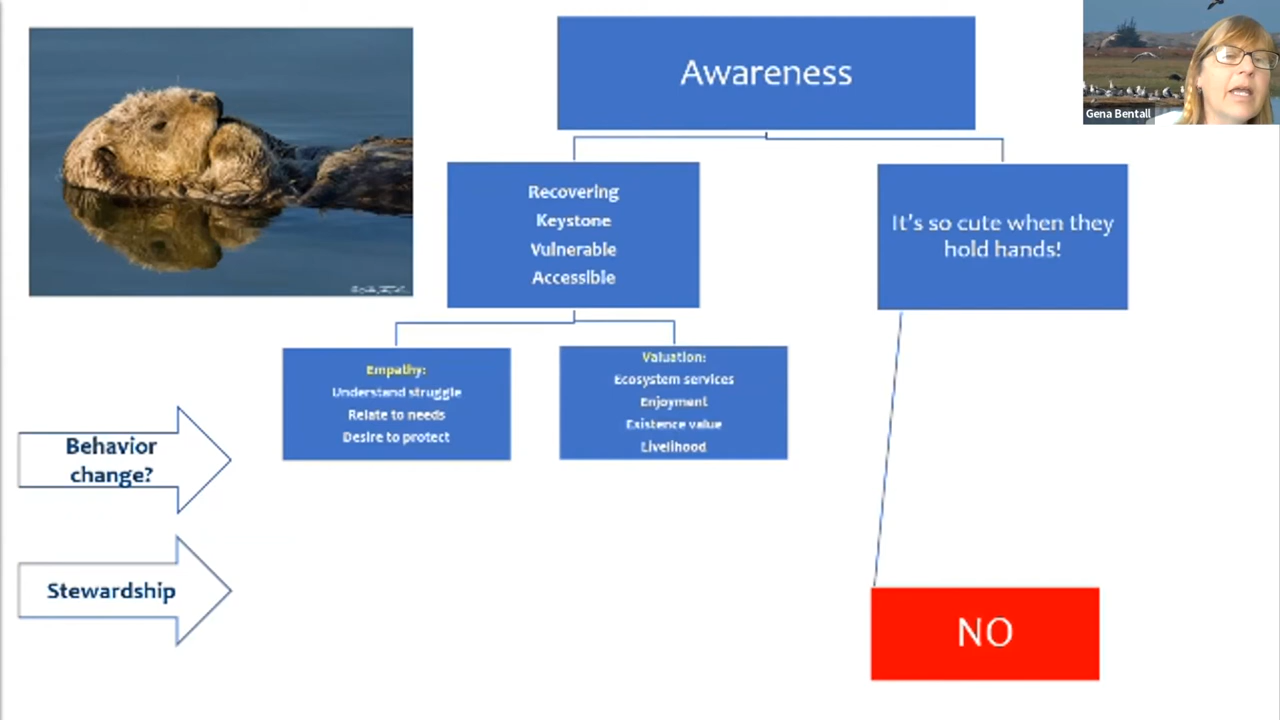 Awareness
Gena Bentall
Recovering
Keystone
Vulnerable
Accessible
It's so cute when they
hold hands!
Empathy:
Understand struggle
Relate to needs
Desire to protect
Valuation:
Ecosystem services
Enjoyment
Existence value
Livelihood
Behavior
change?
Stewardship
NO